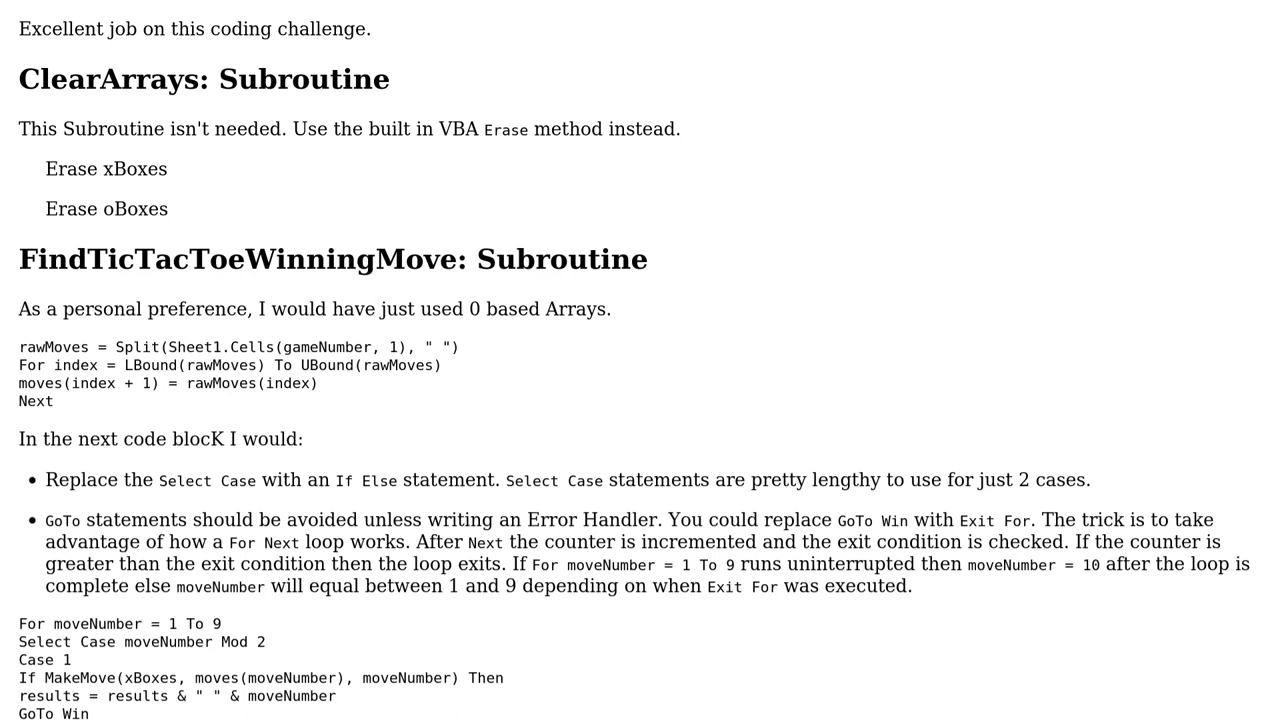 Excellent job on this coding challenge.
ClearArrays: Subroutine
This Subroutine isn't needed. Use the built in VBA Erase method instead.
Erase xBoxes
Erase oBoxes
FindTicTacToeWinningMove: Subroutine
As a personal preference, I would have just used 0 based Arrays.
rawMoves = Split(Sheet1.Cells(gameNumber, 1), " ")
For index = LBound(rawMoves) To UBound(rawMoves)
moves(index + 1) = rawMoves(index)
Next
In the next code blocK I would:
• Replace the Select Case with an If Else statement. Select Case statements are pretty lengthy to use for just 2 cases.
• GoTo statements should be avoided unless writing an Error Handler. You could replace GoTo Win with Exit For. The trick is to take
advantage of how a For Next loop works. After Next the counter is incremented and the exit condition is checked. If the counter is
greater than the exit condition then the loop exits. If For moveNumber = 1 To 9 runs uninterrupted then moveNumber = 10 after the loop is
complete else moveNumber will equal between 1 and 9 depending on when Exit For was executed.
For moveNumber = 1 To 9
Select Case moveNumber Mod 2
Case 1
If MakeMove(xBoxes, moves(moveNumber), moveNumber) Then
results = results & " " & moveNumber
GoTo Win